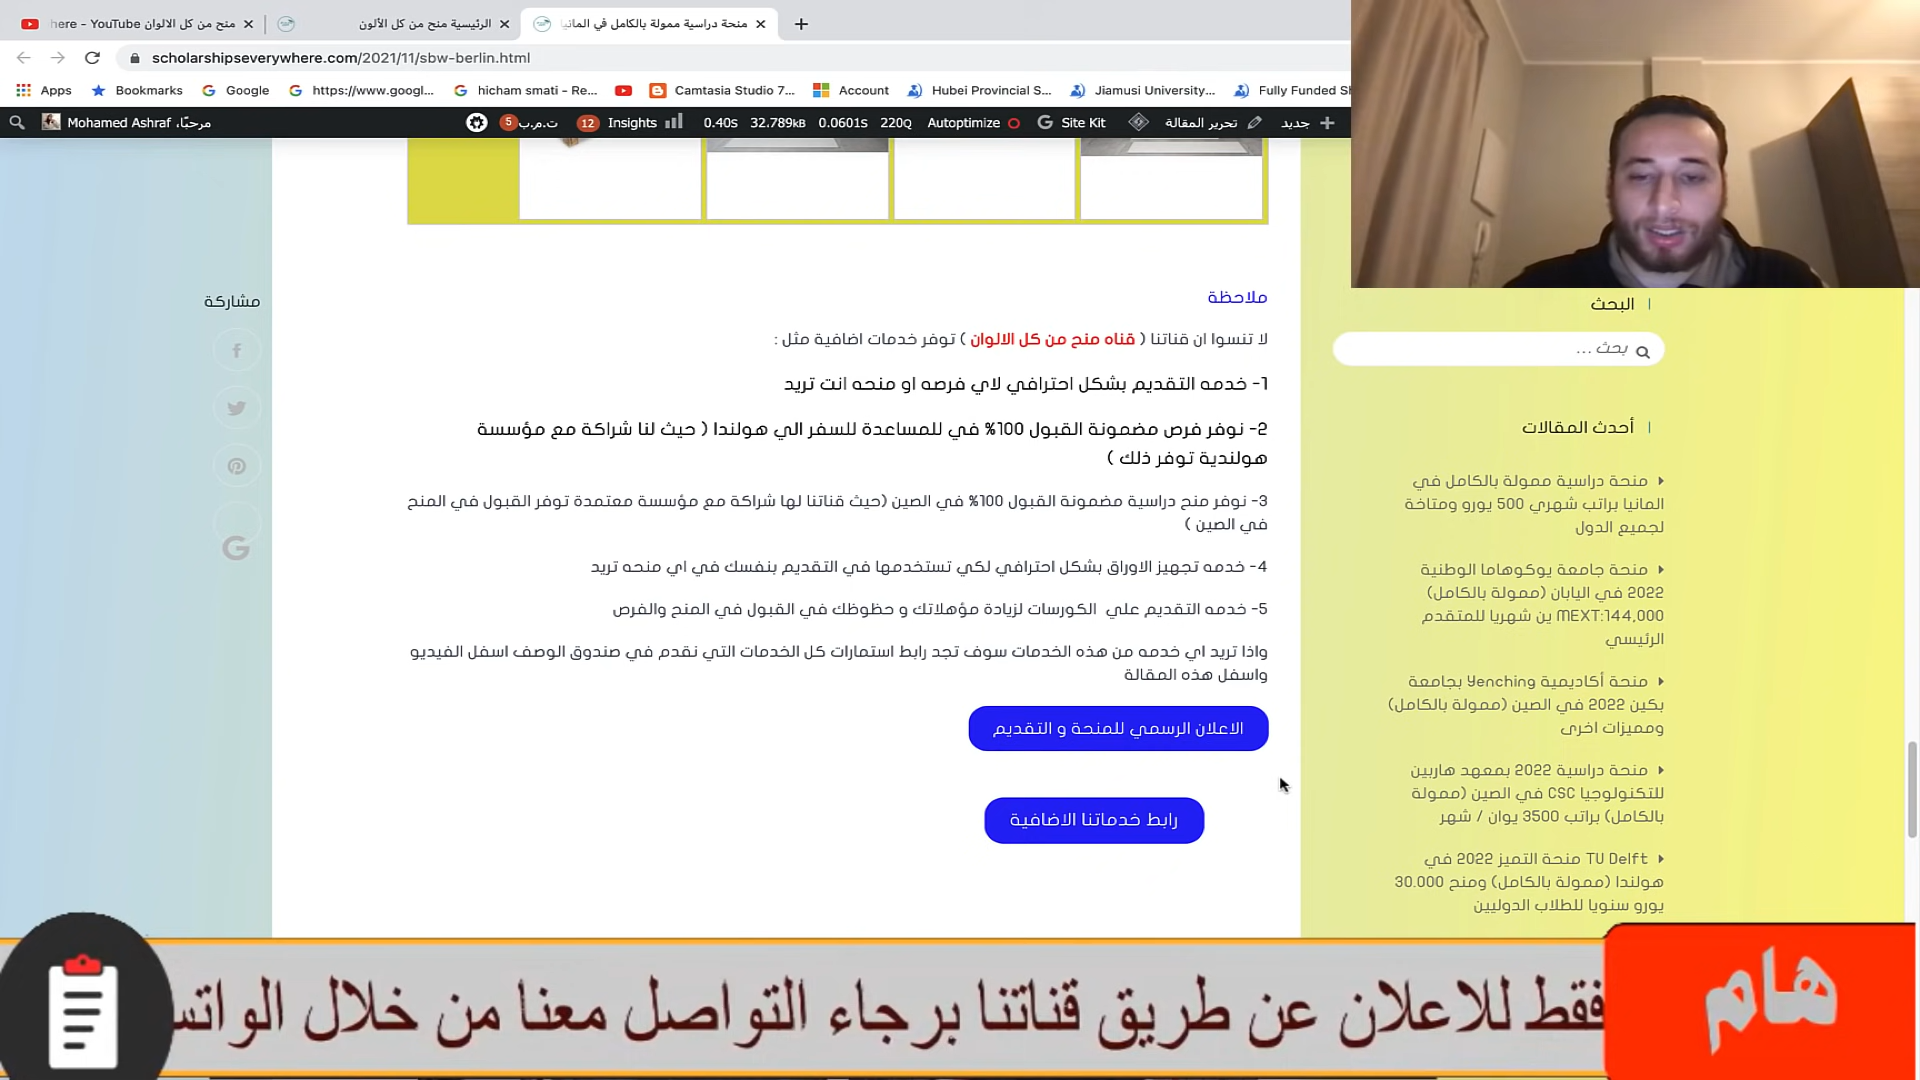 منح من كل الالوان here - YouTube
الرئيسية منح من كل الألون
منحة دراسية ممولة بالكامل في المانيا
scholarshipseverywhere.com/2021/11/sbw-berlin.html
Apps
Bookmarks
Google
https://www.googl...
hicham smati - Re...
Camtasia Studio 7...
Account
Hubei Provincial S...
Jiamusi University...
Fully Funded Sh
مرحبًا، Mohamed Ashraf
ت.م.ب 5
12 Insights
0.40S 32.789KB 0.0601S 220Q
Autoptimize
Site Kit
تحرير المقالة
جديد
مشاركة
ملاحظة
لا تنسوا ان قناتنا ( قناه منح من كل الالوان ) توفر خدمات اضافية مثل :
1- خدمه التقديم بشكل احترافي لاي فرصه او منحه انت تريد
2- نوفر فرص مضمونة القبول 100% في للمساعدة للسفر الي هولندا ( حيث لنا شراكة مع مؤسسة
هولندية توفر ذلك )
3- نوفر منح دراسية مضمونة القبول 100% في الصين (حيث قناتنا لها شراكة مع مؤسسة معتمدة توفر القبول في المنح
في الصين )
4- خدمه تجهيز الاوراق بشكل احترافي لكي تستخدمها في التقديم بنفسك في اي منحه تريد
5- خدمه التقديم علي الكورسات لزيادة مؤهلاتك و حظوظك في القبول في المنح والفرص
واذا تريد اي خدمه من هذه الخدمات سوف تجد رابط استمارات كل الخدمات التي نقدم في صندوق الوصف اسفل الفيديو
واسفل هذه المقالة
الاعلان الرسمي للمنحة و التقديم
رابط خدماتنا الاضافية
البحث
بحث ...
أحدث المقالات
منحة دراسية ممولة بالكامل في
المانيا براتب شهري 500 يورو ومتاخة
لجميع الدول
منحة جامعة يوكوهاما الوطنية
2022 في اليابان (ممولة بالكامل)
MEXT:144,000 ين شهريا للمتقدم
الرئيسي
منحة أكاديمية Yenching بجامعة
بكين 2022 في الصين (ممولة بالكامل)
ومميزات اخرى
منحة دراسية 2022 بمعهد هاربين
للتكنولوجيا CSC في الصين (ممولة
بالكامل) براتب 3500 يوان / شهر
TU Delft منحة التميز 2022 في
هولندا (ممولة بالكامل) ومنح 30.000
يورو سنويا للطلاب الدوليين
هام
فقط للاعلان عن طريق قناتنا برجاء التواصل معنا من خلال الواتس